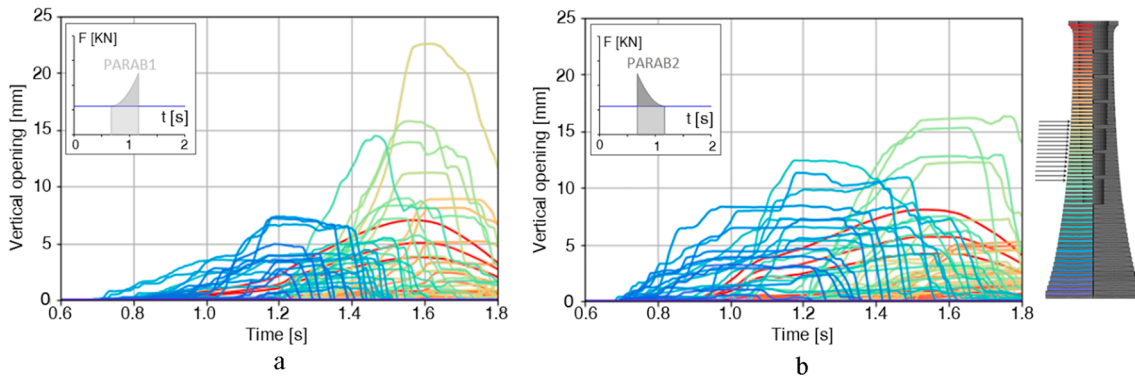 25
20
15
10
5
0
Vertical opening [mm]
F [KN]
PARAB1
t [s]
0 1 2
0.6 0.8 1.0 1.2 1.4 1.6 1.8
Time [s]
a
25
20
15
10
5
0
Vertical opening [mm]
F [KN]
PARAB2
t [s]
0 1 2
0.6 0.8 1.0 1.2 1.4 1.6 1.8
Time [s]
b